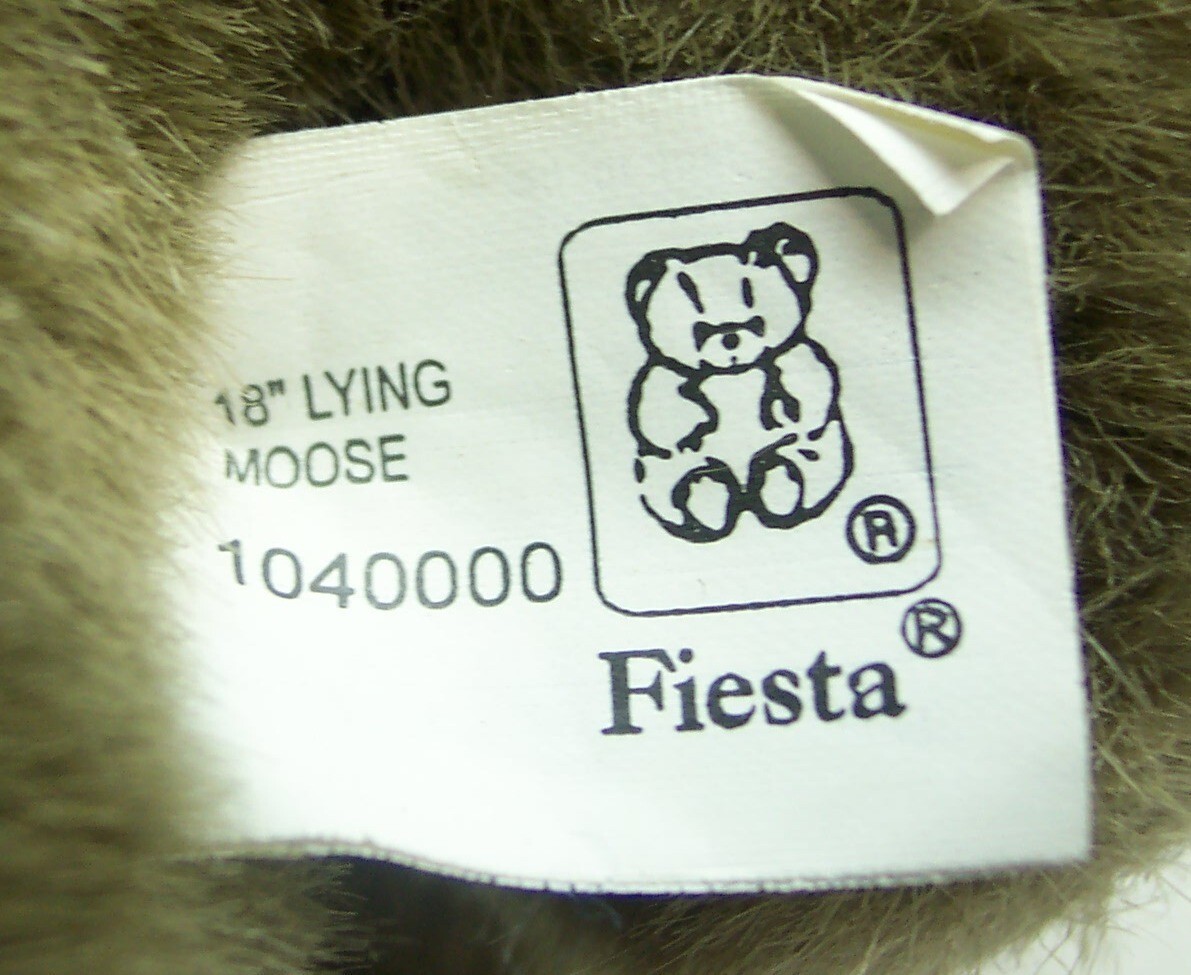 18" LYING
MOOSE
1040000
®
Fiesta®